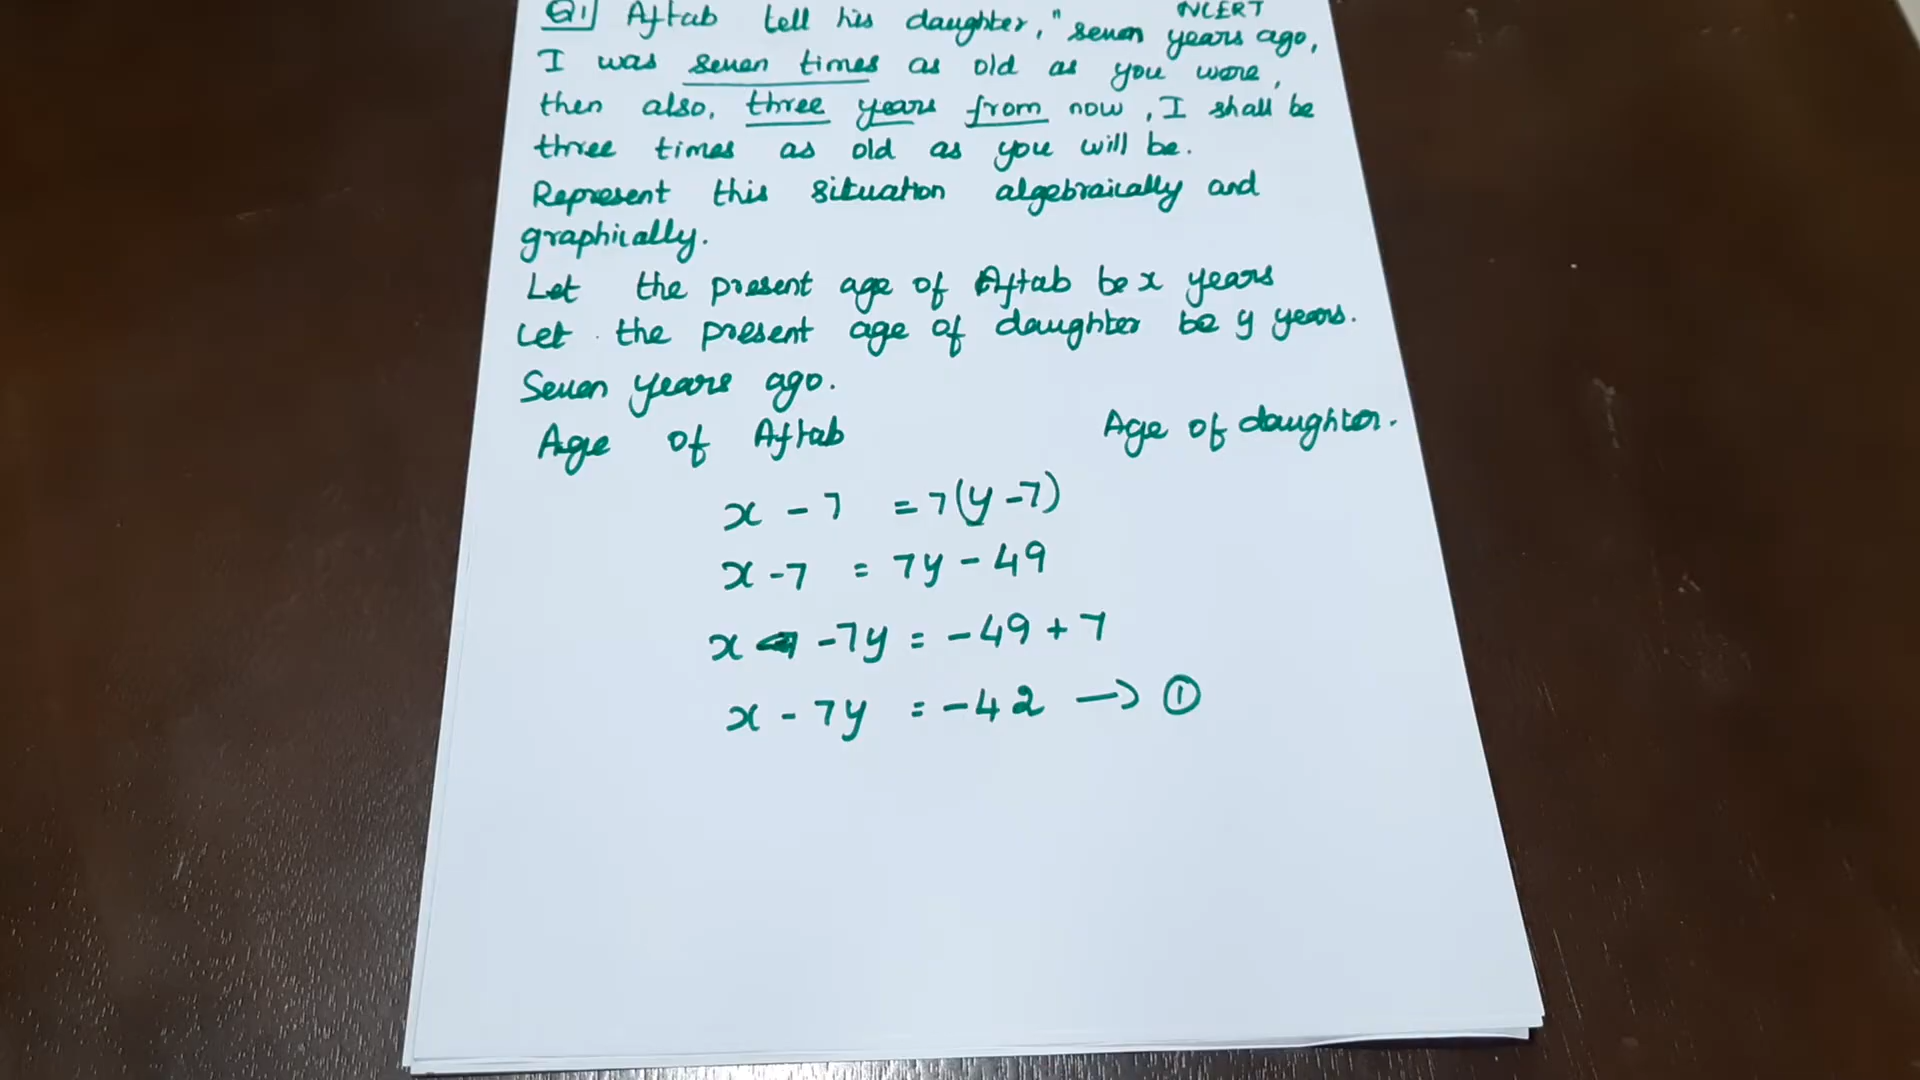 NCERT
Q1 Aftab tell his daughter, "seven years ago,
I was seven times as old as you were,
then also, three years from now, I shall be
three times as old as you will be.
Represent this situation algebraically and
graphically.
Let the present age of Aftab be x years
Let the present age of daughter be y years.
Seven years ago.
Age of Aftab Age of daughter.
x - 7 = 7(y - 7)
x - 7 = 7y - 49
x - 7y = -49 + 7
x - 7y = -42 → ①